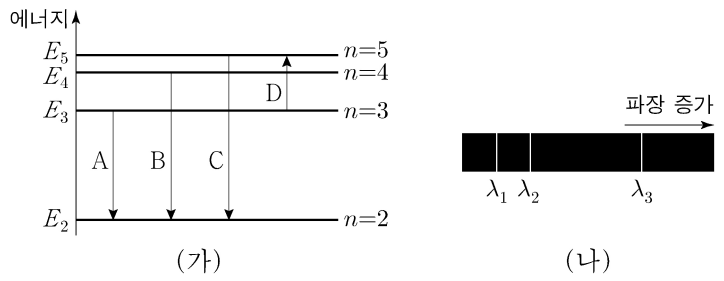 에너지
E5 n=5
E4 n=4
D
E3 n=3
A B C
E2 n=2
(가)
파장 증가
λ1 λ2 λ3
(나)